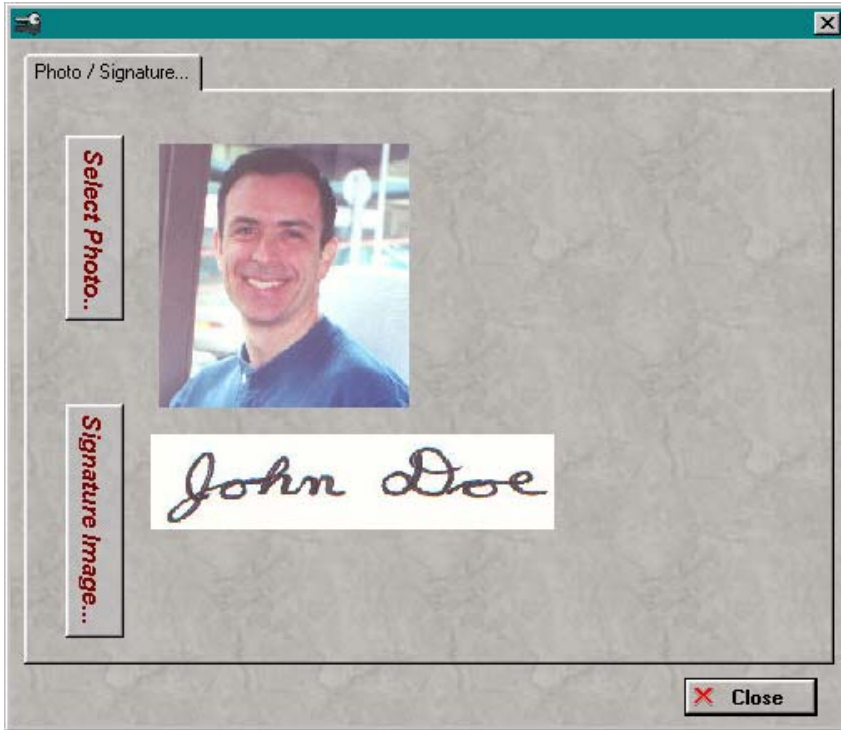 Photo / Signature...
Select Photo..
Signature Image...
John Doe
Close